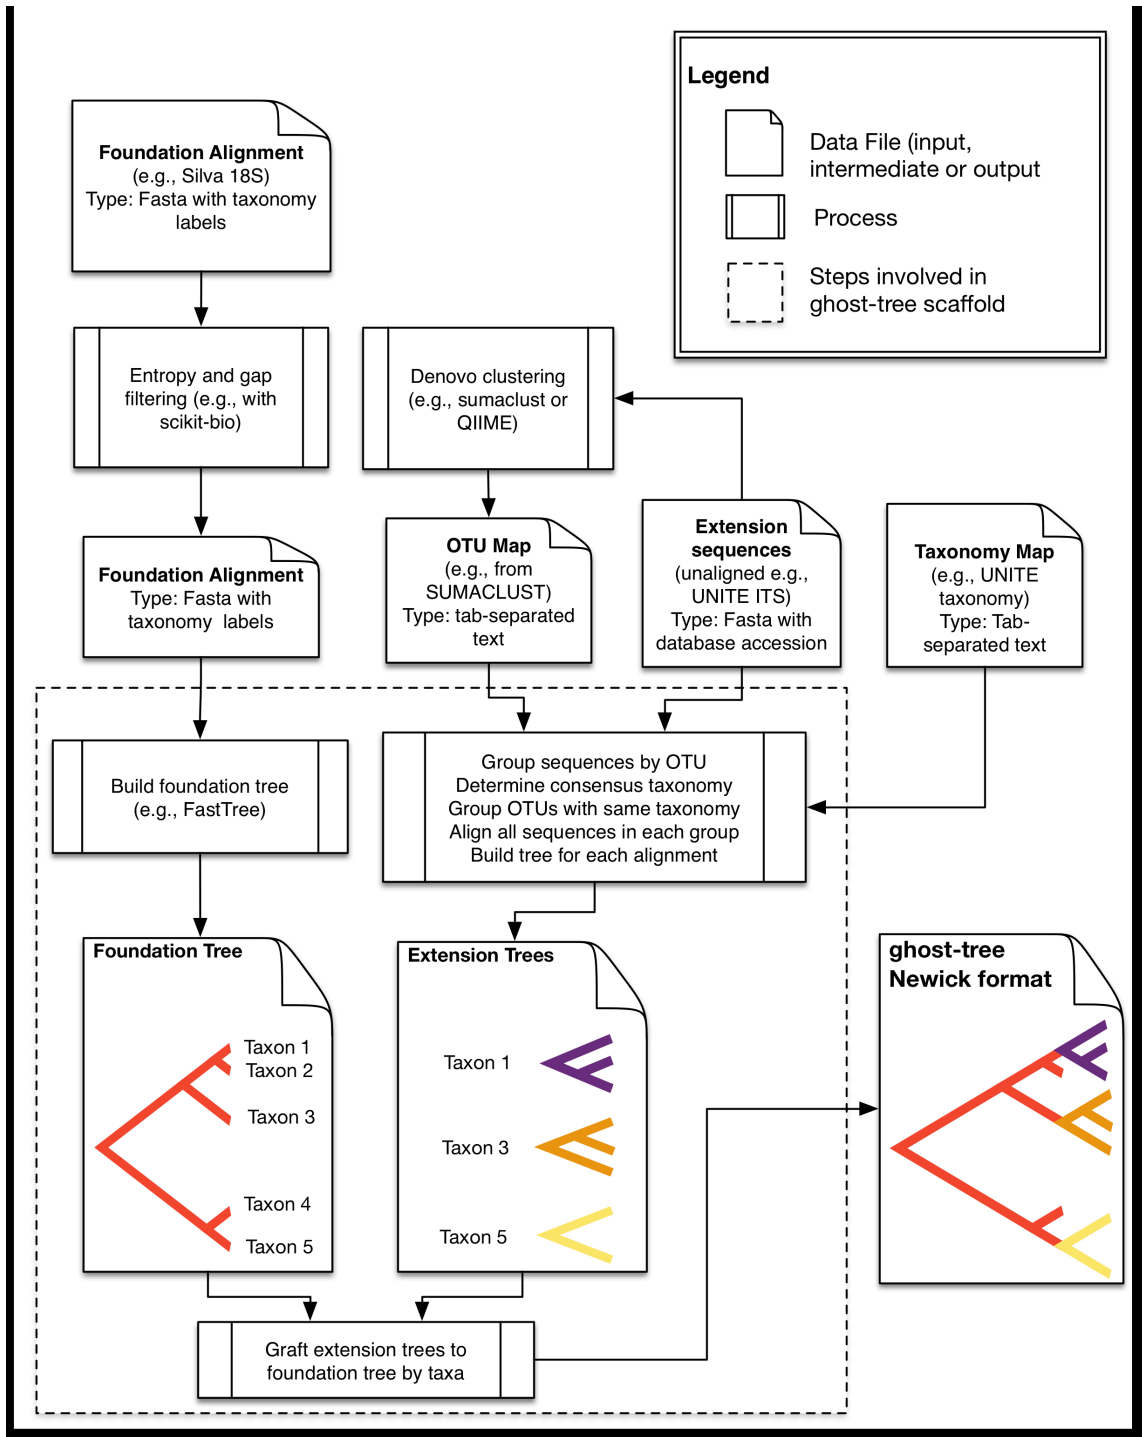 Legend
Data File (input,
intermediate or output
Process
Steps involved in
ghost-tree scaffold
Foundation Alignment
(e.g., Silva 18S)
Type: Fasta with taxonomy
labels
Entropy and gap
filtering (e.g., with
scikit-bio)
Denovo clustering
(e.g., sumaclust or
QIIME)
Foundation Alignment
Type: Fasta with
taxonomy labels
OTU Map
(e.g., from
SUMACLUST)
Type: tab-separated
text
Extension
sequences
(unaligned e.g.,
UNITE ITS)
Type: Fasta with
database accession
Taxonomy Map
(e.g., UNITE
taxonomy)
Type: Tab-
separated text
Build foundation tree
(e.g., FastTree)
Group sequences by OTU
Determine consensus taxonomy
Group OTUs with same taxonomy
Align all sequences in each group
Build tree for each alignment
Foundation Tree
Taxon 1
Taxon 2
Taxon 3
Taxon 4
Taxon 5
Extension Trees
Taxon 1
Taxon 3
Taxon 5
ghost-tree
Newick format
Graft extension trees to
foundation tree by taxa